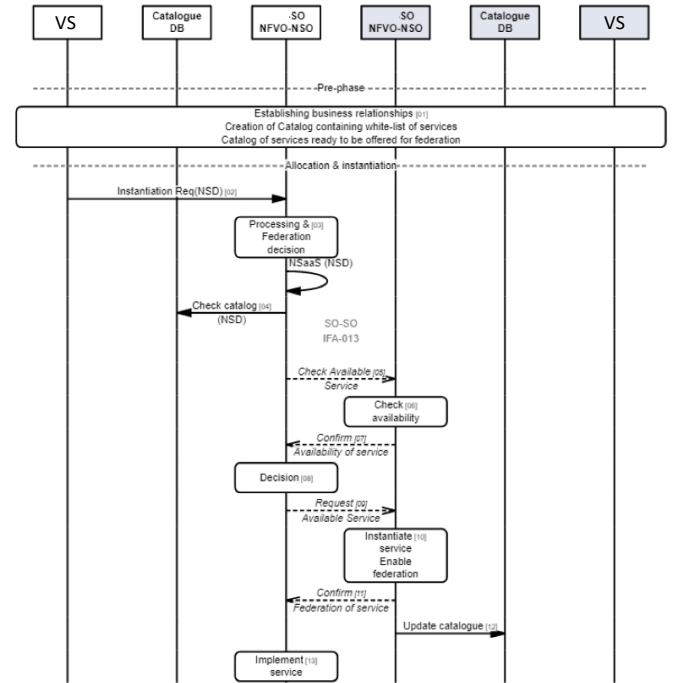 VS
Catalogue
DB
·SO
NFVO-NSO
SO
NFVO-NSO
Catalogue
DB
VS
Pre-phase
Establishing business relationships [01]
Creation of Catalog containing white-list of services
Catalog of services ready to be offered for federation
Allocation & instantiation
Instantiation Req(NSD) [02]
Processing & [03]
Federation
decision
NSaaS (NSD)
Check catalog [04]
(NSD)
SO-SO
IFA-013
Check Available [05]
Service
Check [06]
availability
Confirm [07]
Availability of service
Decision [08]
Request [09]
Available Service
Instantiate [10]
service
Enable
federation
Confirm [11]
Federation of service
Update catalogue [12]
Implement [13]
service